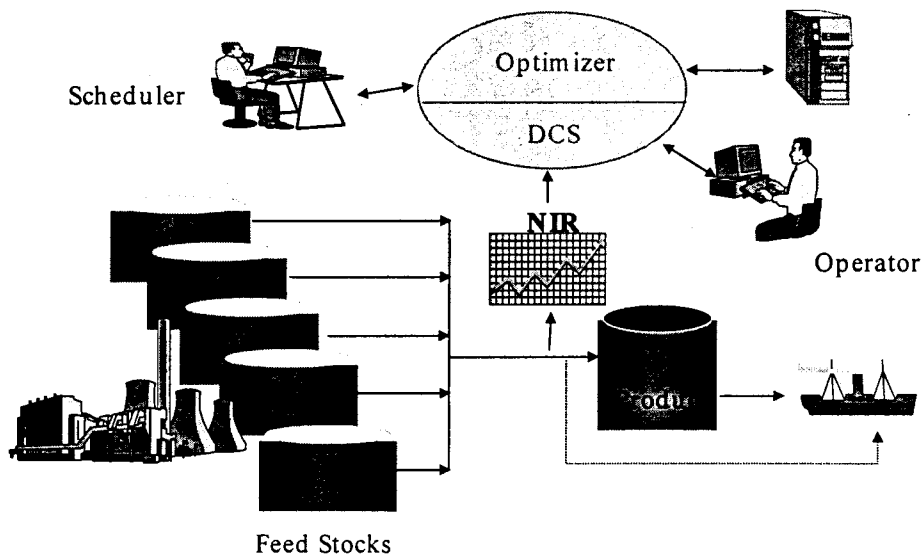 Optimizer
Scheduler
DCS
NIR
Operator
Feed Stocks